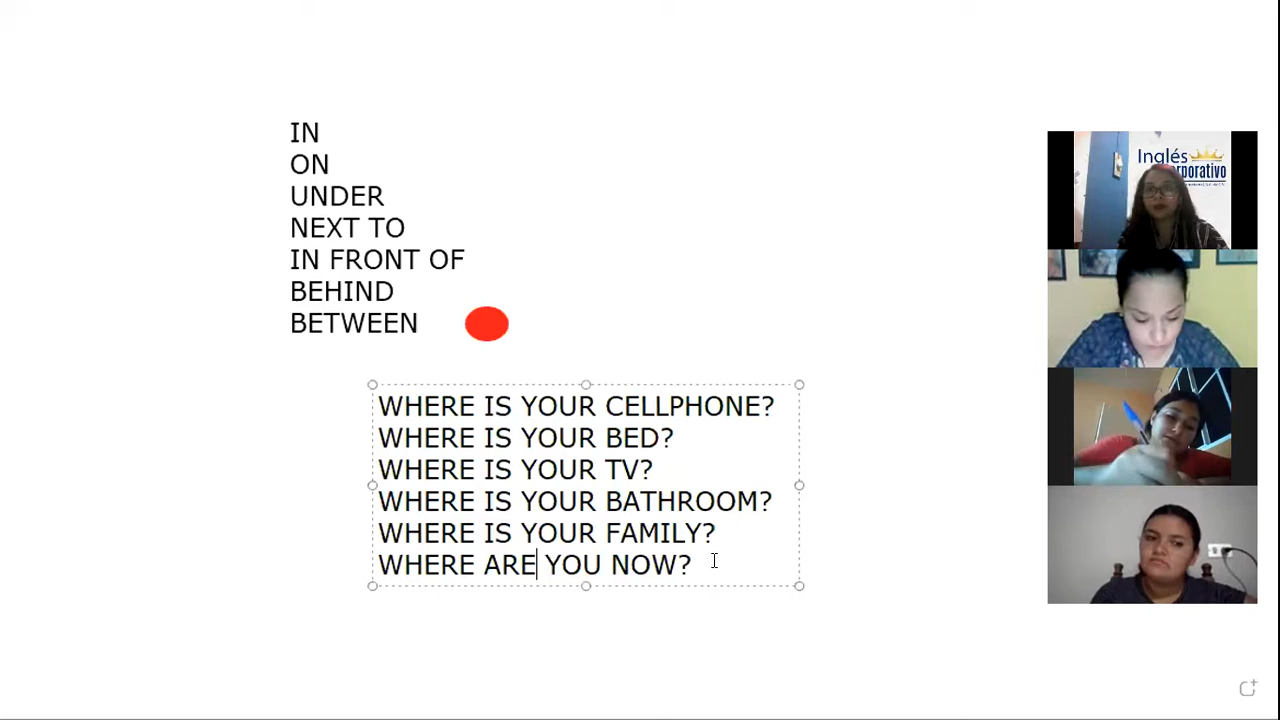 IN
ON
UNDER
NEXT TO
IN FRONT OF
BEHIND
BETWEEN
WHERE IS YOUR CELLPHONE?
WHERE IS YOUR BED?
WHERE IS YOUR TV?
WHERE IS YOUR BATHROOM?
WHERE IS YOUR FAMILY?
WHERE ARE YOU NOW?
Inglés